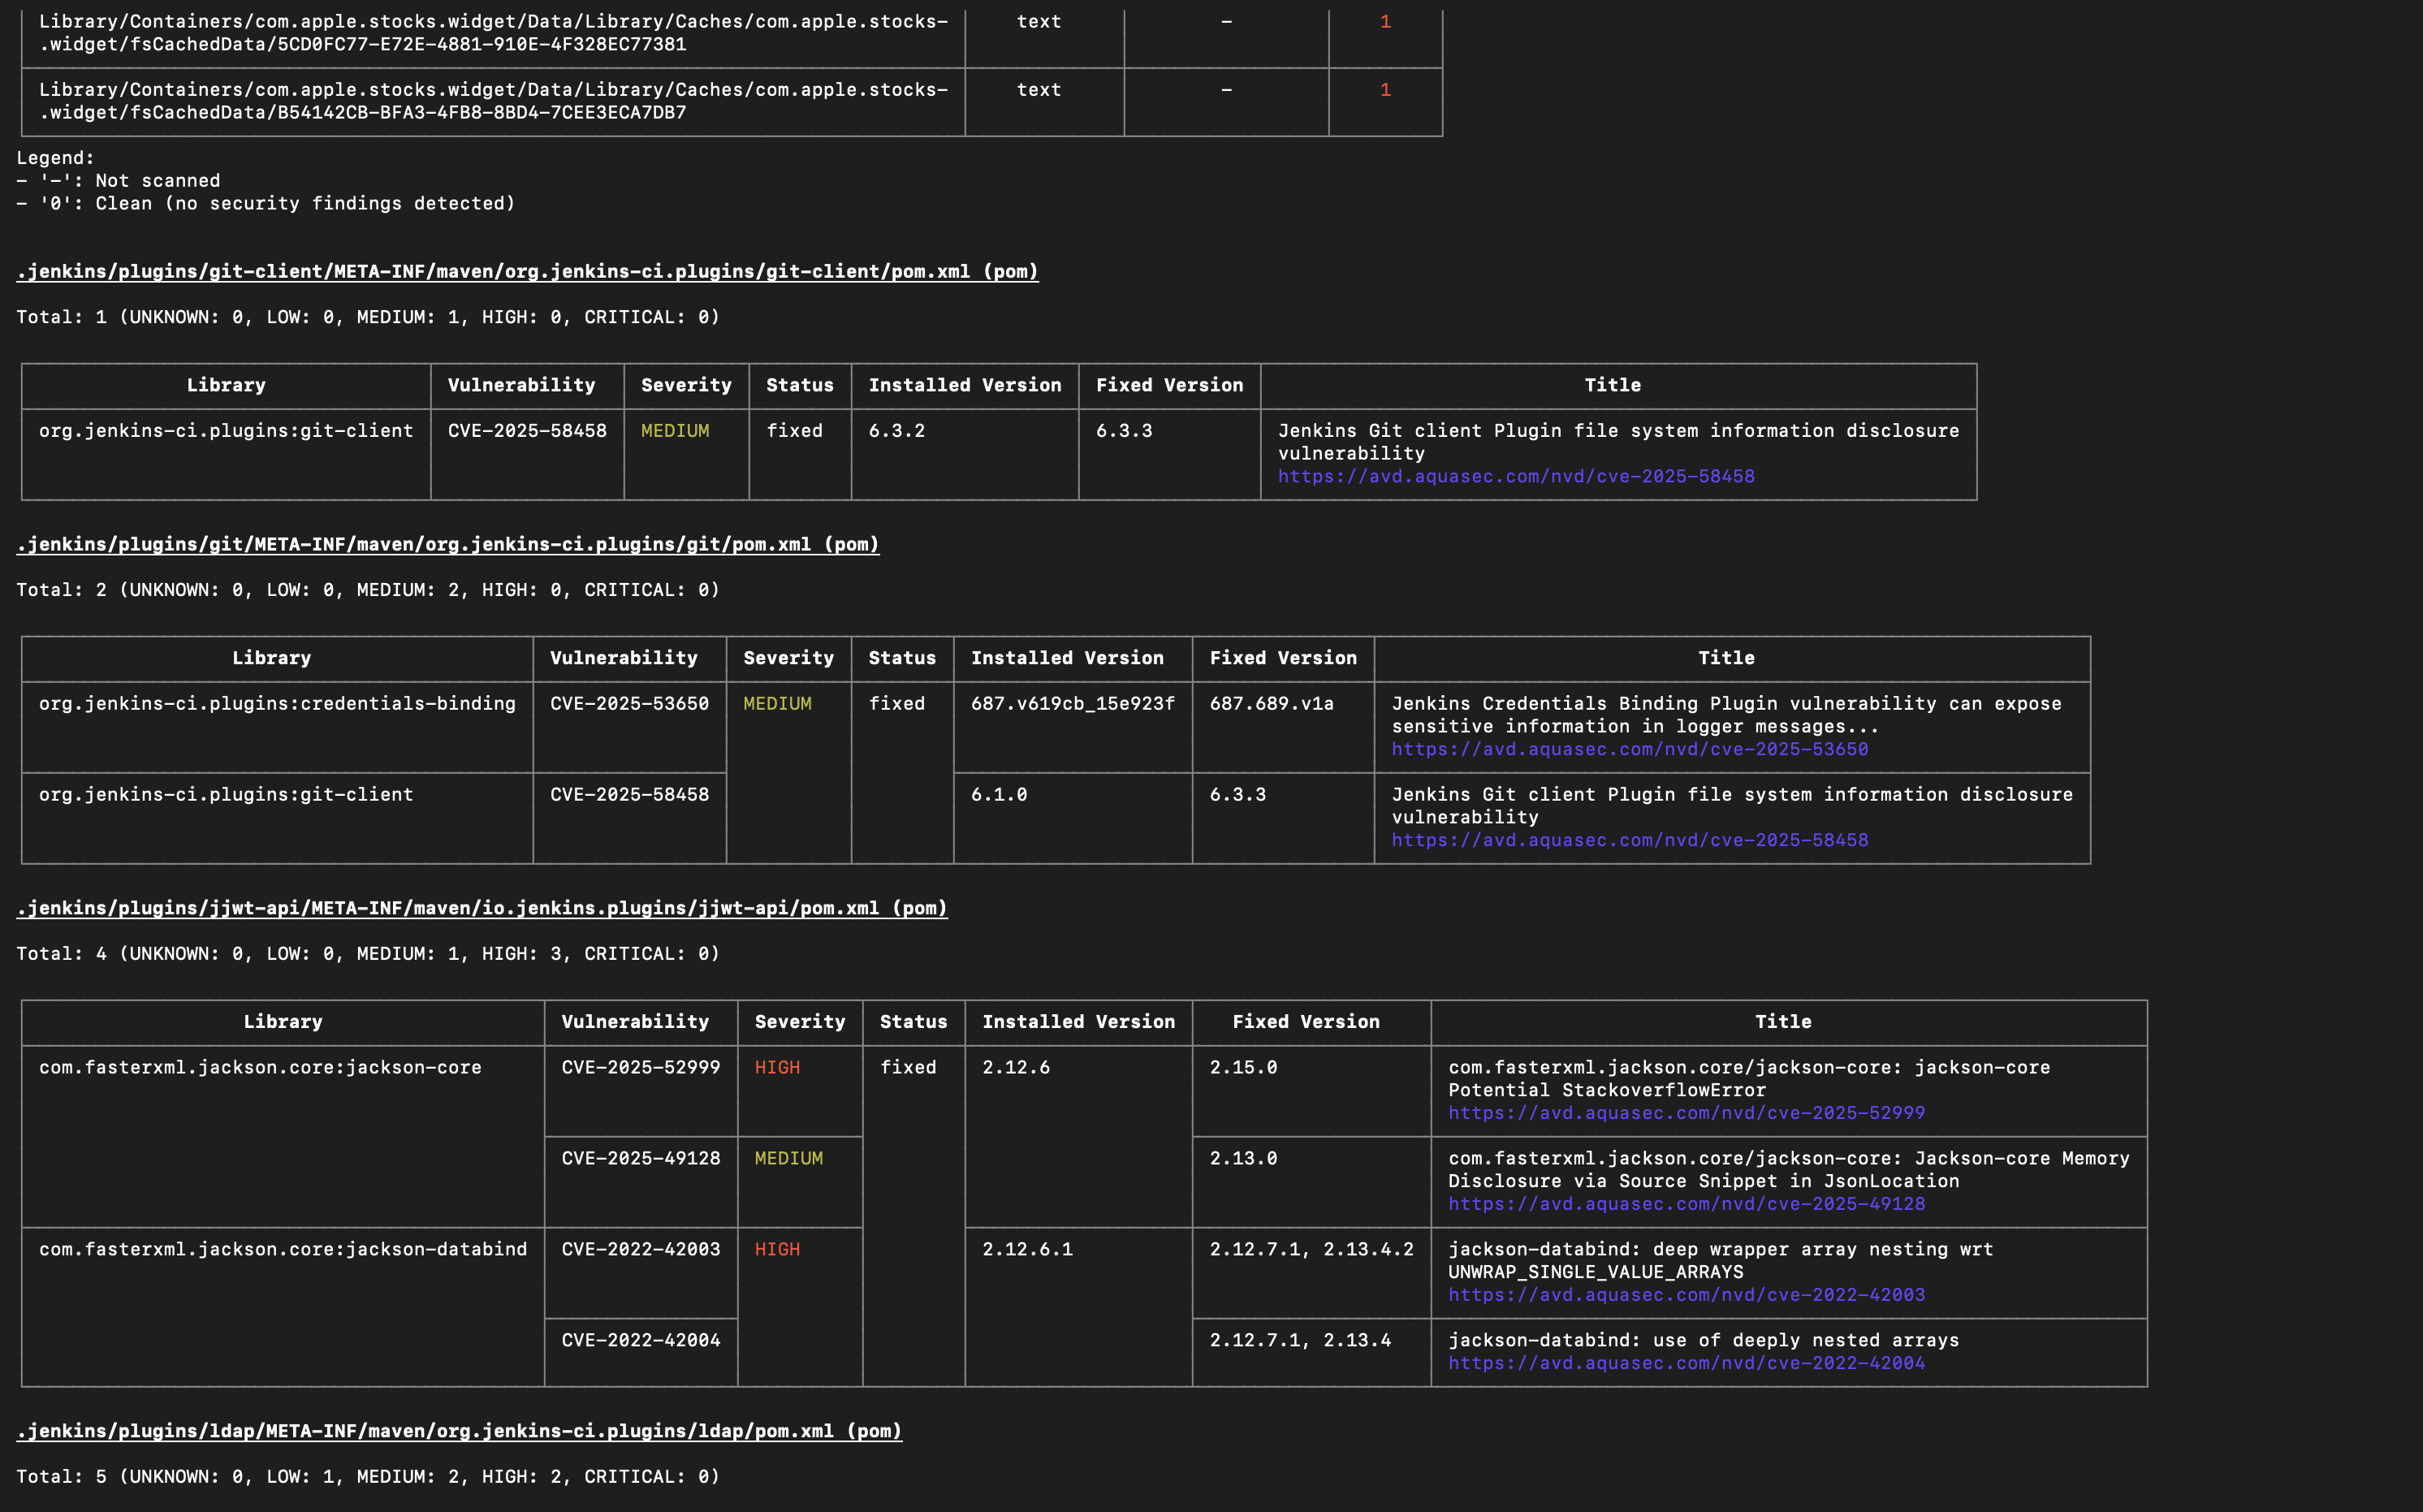 Library/Containers/com.apple.stocks.widget/Data/Library/Caches/com.apple.stocks- text - 1
.widget/fsCachedData/5CD0FC77-E72E-4881-910E-4F328EC77381
Library/Containers/com.apple.stocks.widget/Data/Library/Caches/com.apple.stocks- text - 1
.widget/fsCachedData/B54142CB-BFA3-4FB8-8BD4-7CEE3ECA7DB7
Legend:
- '-': Not scanned
- '0': Clean (no security findings detected)
.jenkins/plugins/git-client/META-INF/maven/org.jenkins-ci.plugins/git-client/pom.xml (pom)
Total: 1 (UNKNOWN: 0, LOW: 0, MEDIUM: 1, HIGH: 0, CRITICAL: 0)
Library Vulnerability Severity Status Installed Version Fixed Version Title
org.jenkins-ci.plugins:git-client CVE-2025-58458 MEDIUM fixed 6.3.2 6.3.3 Jenkins Git client Plugin file system information disclosure
vulnerability
https://avd.aquasec.com/nvd/cve-2025-58458
.jenkins/plugins/git/META-INF/maven/org.jenkins-ci.plugins/git/pom.xml (pom)
Total: 2 (UNKNOWN: 0, LOW: 0, MEDIUM: 2, HIGH: 0, CRITICAL: 0)
Library Vulnerability Severity Status Installed Version Fixed Version Title
org.jenkins-ci.plugins:credentials-binding CVE-2025-53650 MEDIUM fixed 687.v619cb_15e923f 687.689.v1a Jenkins Credentials Binding Plugin vulnerability can expose
sensitive information in logger messages...
https://avd.aquasec.com/nvd/cve-2025-53650
org.jenkins-ci.plugins:git-client CVE-2025-58458 6.1.0 6.3.3 Jenkins Git client Plugin file system information disclosure
vulnerability
https://avd.aquasec.com/nvd/cve-2025-58458
.jenkins/plugins/jjwt-api/META-INF/maven/io.jenkins.plugins/jjwt-api/pom.xml (pom)
Total: 4 (UNKNOWN: 0, LOW: 0, MEDIUM: 1, HIGH: 3, CRITICAL: 0)
Library Vulnerability Severity Status Installed Version Fixed Version Title
com.fasterxml.jackson.core:jackson-core CVE-2025-52999 HIGH fixed 2.12.6 2.15.0 com.fasterxml.jackson.core/jackson-core: jackson-core
Potential StackoverflowError
https://avd.aquasec.com/nvd/cve-2025-52999
CVE-2025-49128 MEDIUM 2.13.0 com.fasterxml.jackson.core/jackson-core: Jackson-core Memory
Disclosure via Source Snippet in JsonLocation
https://avd.aquasec.com/nvd/cve-2025-49128
com.fasterxml.jackson.core:jackson-databind CVE-2022-42003 HIGH 2.12.6.1 2.12.7.1, 2.13.4.2 jackson-databind: deep wrapper array nesting wrt
UNWRAP_SINGLE_VALUE_ARRAYS
https://avd.aquasec.com/nvd/cve-2022-42003
CVE-2022-42004 2.12.7.1, 2.13.4 jackson-databind: use of deeply nested arrays
https://avd.aquasec.com/nvd/cve-2022-42004
.jenkins/plugins/ldap/META-INF/maven/org.jenkins-ci.plugins/ldap/pom.xml (pom)
Total: 5 (UNKNOWN: 0, LOW: 1, MEDIUM: 2, HIGH: 2, CRITICAL: 0)